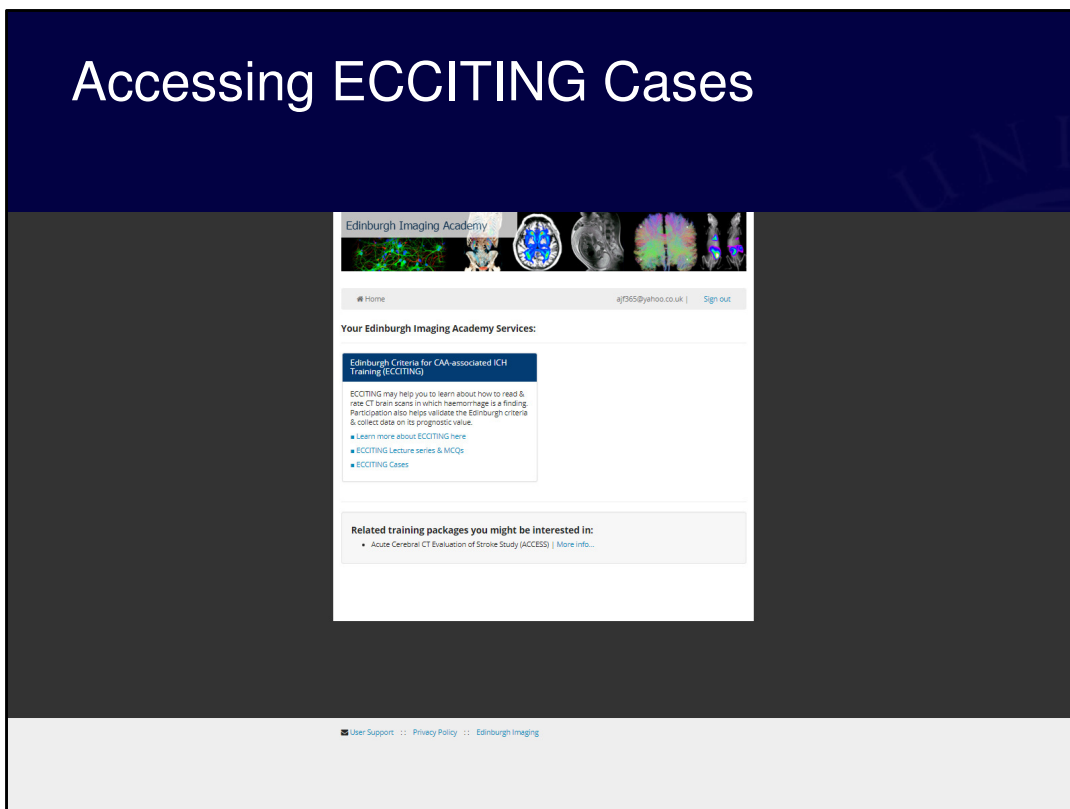 Accessing ECCITING Cases
UN
Edinburgh Imaging Academy
Home
ajf365@yahoo.co.uk | Sign out
Your Edinburgh Imaging Academy Services:
Edinburgh Criteria for CAA-associated ICH
Training (ECCITING)
ECCITING may help you to learn about how to read &
rate CT brain scans in which haemorrhage is a finding.
Participation also helps validate the Edinburgh criteria
& collect data on its prognostic value.
Learn more about ECCITING here
ECCITING Lecture series & MCQs
ECCITING Cases
Related training packages you might be interested in:
• Acute Cerebral CT Evaluation of Stroke Study (ACCESS) | More info...
User Support :: Privacy Policy :: Edinburgh Imaging